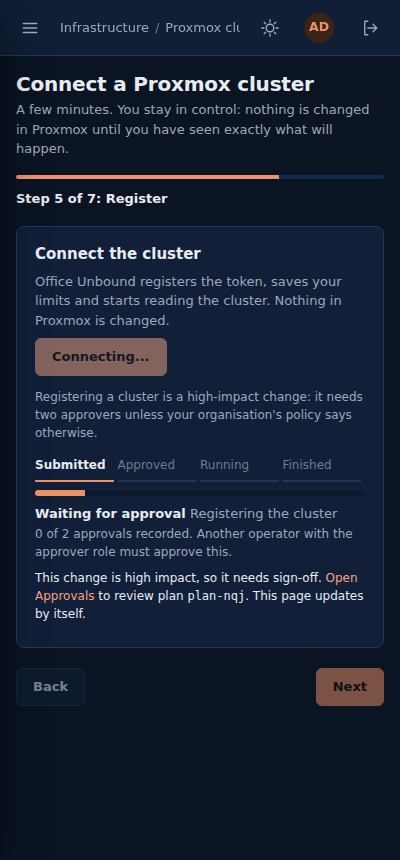 Infrastructure / Proxmox clu
AD
Connect a Proxmox cluster
A few minutes. You stay in control: nothing is changed
in Proxmox until you have seen exactly what will
happen.
Step 5 of 7: Register
Connect the cluster
Office Unbound registers the token, saves your
limits and starts reading the cluster. Nothing in
Proxmox is changed.
Connecting...
Registering a cluster is a high-impact change: it needs
two approvers unless your organisation's policy says
otherwise.
Submitted Approved Running Finished
Waiting for approval Registering the cluster
0 of 2 approvals recorded. Another operator with the
approver role must approve this.
This change is high impact, so it needs sign-off. Open
Approvals to review plan plan-nqj. This page updates
by itself.
Back Next